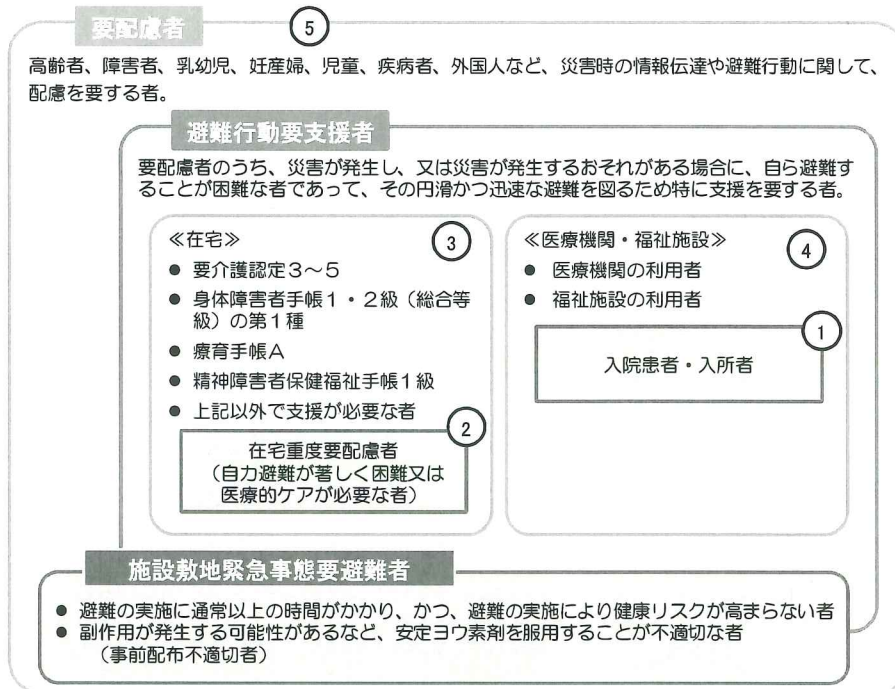 要配慮者 ⑤
高齢者、障害者、乳幼児、妊産婦、児童、疾病者、外国人など、災害時の情報伝達や避難行動に関して、
配慮を要する者。
避難行動要支援者
要配慮者のうち、災害が発生し、又は災害が発生するおそれがある場合に、自ら避難す
ることが困難な者であって、その円滑かつ迅速な避難を図るため特に支援を要する者。
≪在宅≫ ③
● 要介護認定3～5
● 身体障害者手帳1・2級（総合等
級）の第1種
● 療育手帳A
● 精神障害者保健福祉手帳1級
● 上記以外で支援が必要な者
②
在宅重度要配慮者
（自力避難が著しく困難又は
医療的ケアが必要な者）
≪医療機関・福祉施設≫ ④
● 医療機関の利用者
● 福祉施設の利用者
①
入院患者・入所者
施設敷地緊急事態要避難者
● 避難の実施に通常以上の時間がかかり、かつ、避難の実施により健康リスクが高まらない者
● 副作用が発生する可能性があるなど、安定ヨウ素剤を服用することが不適切な者
（事前配布不適切者）